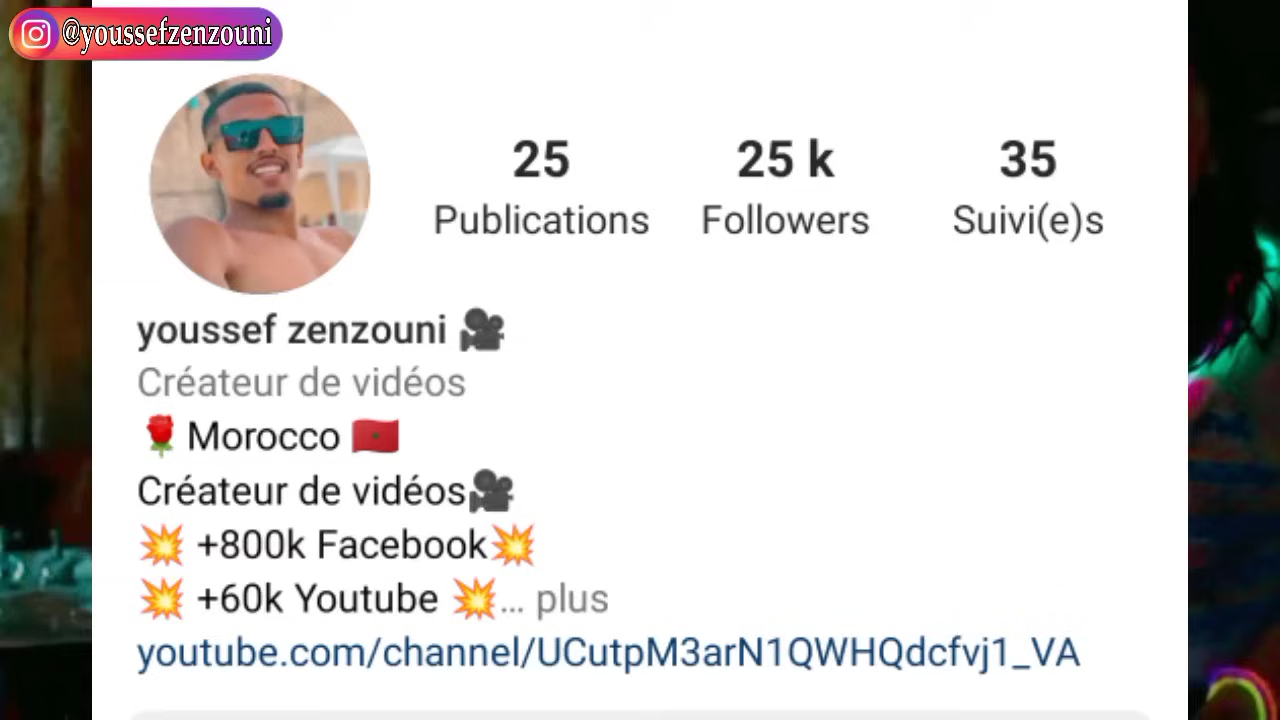 @youssefzenzouni
25 25 k 35
Publications Followers Suivi(e)s
youssef zenzouni 🎥
Créateur de vidéos
🌹Morocco 🇲🇦
Créateur de vidéos🎥
💥 +800k Facebook💥
💥 +60k Youtube 💥... plus
youtube.com/channel/UCutpM3arN1QWHQdcfvj1_VA